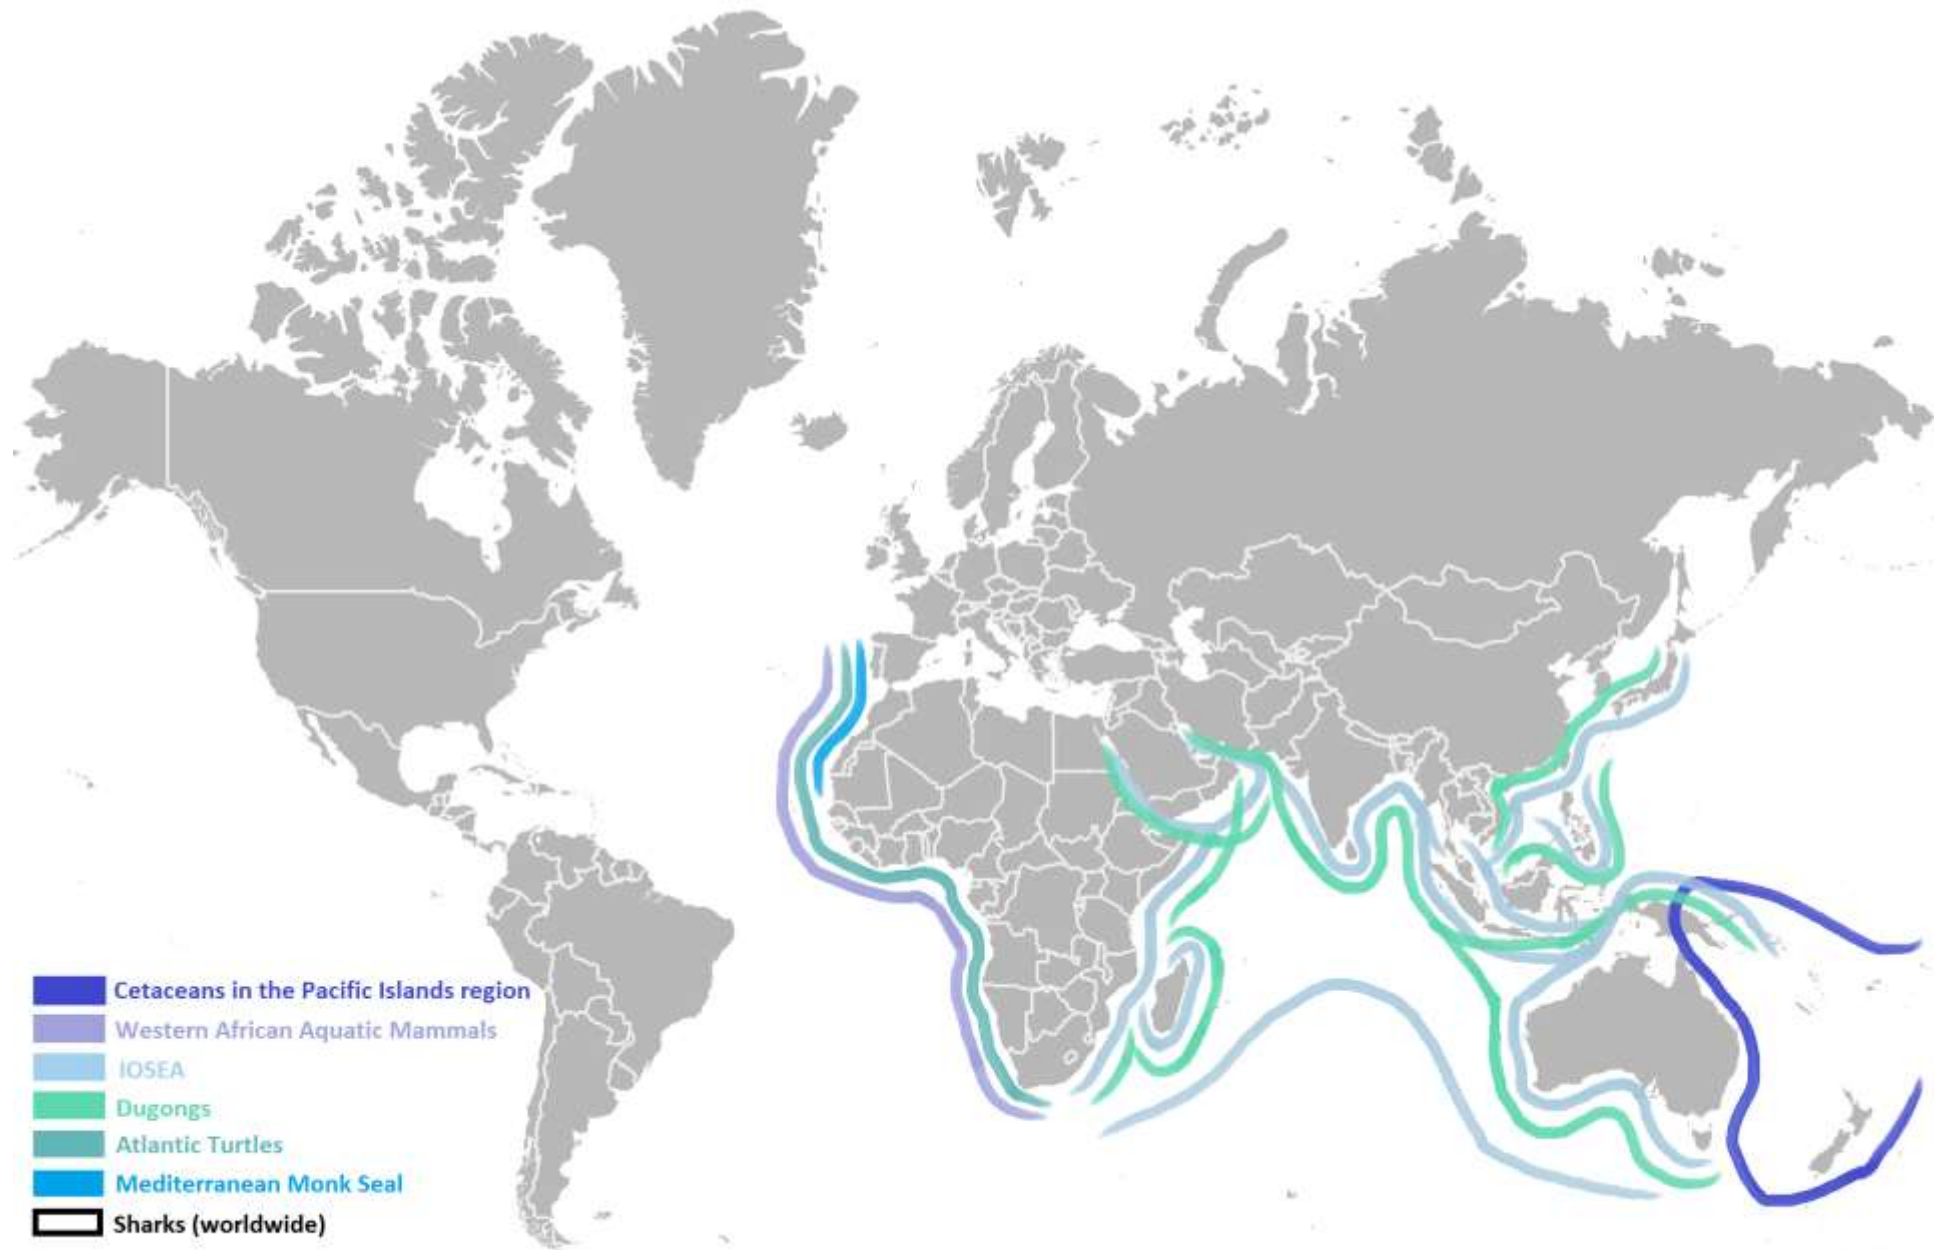 Cetaceans in the Pacific Islands region
Western African Aquatic Mammals
IOSEA
Dugongs
Atlantic Turtles
Mediterranean Monk Seal
Sharks (worldwide)